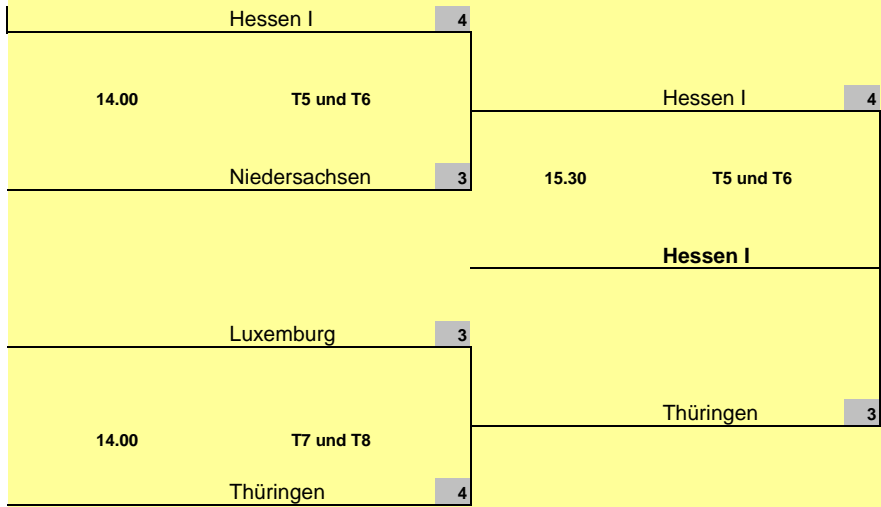 Hessen I 4
14.00 T5 und T6
Hessen I 4
Niedersachsen 3
15.30 T5 und T6
Hessen I
Luxemburg 3
Thüringen 3
14.00 T7 und T8
Thüringen 4